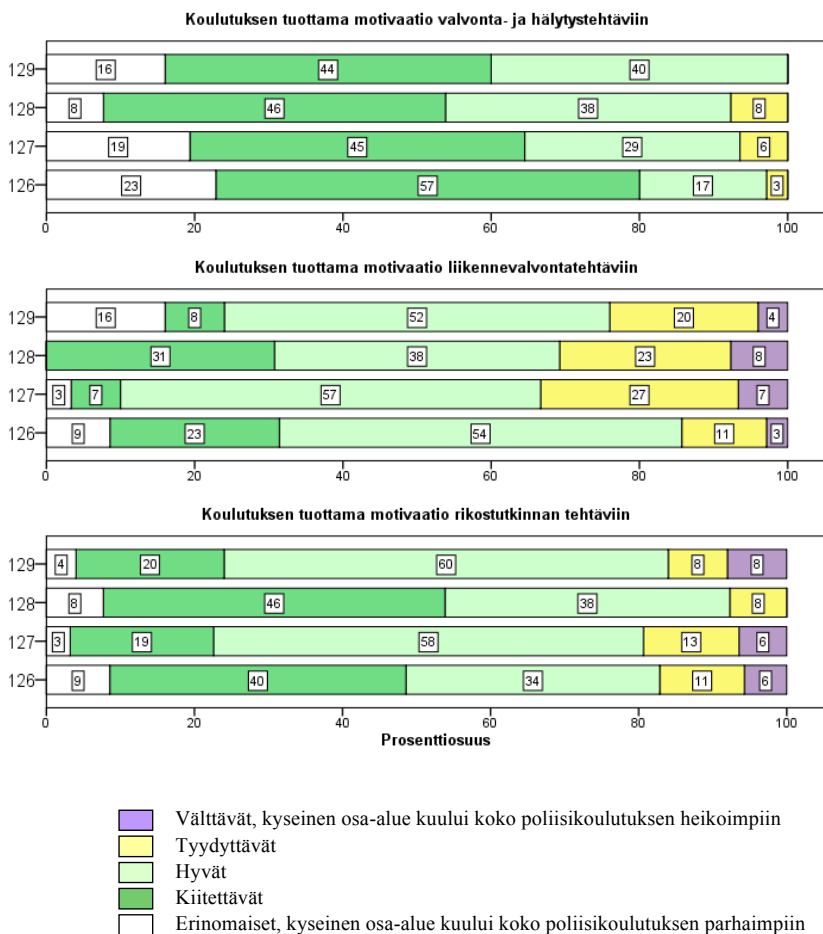 Koulutuksen tuottama motivaatio valvonta- ja hälytystehtäviin
129 16 44 40
128 8 46 38 8
127 19 45 29 6
126 23 57 17 3
0 20 40 60 80 100
Koulutuksen tuottama motivaatio liikennevalvontatehtäviin
129 16 8 52 20 4
128 31 38 23 8
127 3 7 57 27 7
126 9 23 54 11 3
0 20 40 60 80 100
Koulutuksen tuottama motivaatio rikostutkinnan tehtäviin
129 4 20 60 8 8
128 8 46 38 8
127 3 19 58 13 6
126 9 40 34 11 6
0 20 40 60 80 100
Prosenttiosuus
Välttävät, kyseinen osa-alue kuului koko poliisikoulutuksen heikoimpiin
Tyydyttävät
Hyvät
Kiitettävät
Erinomaiset, kyseinen osa-alue kuului koko poliisikoulutuksen parhaimpiin